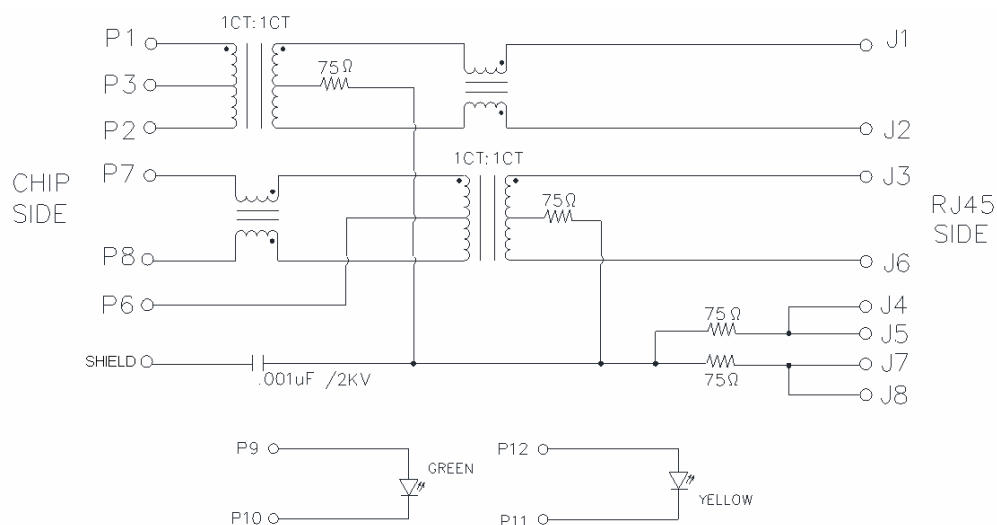 1CT:1CT
P1
J1
75Ω
P3
P2
J2
1CT:1CT
P7
J3
CHIP
SIDE
75Ω
RJ45
SIDE
P8
J6
P6
J4
75Ω
J5
SHIELD
J7
.001uF /2KV
75Ω
J8
P9
P12
GREEN
YELLOW
P10
P11